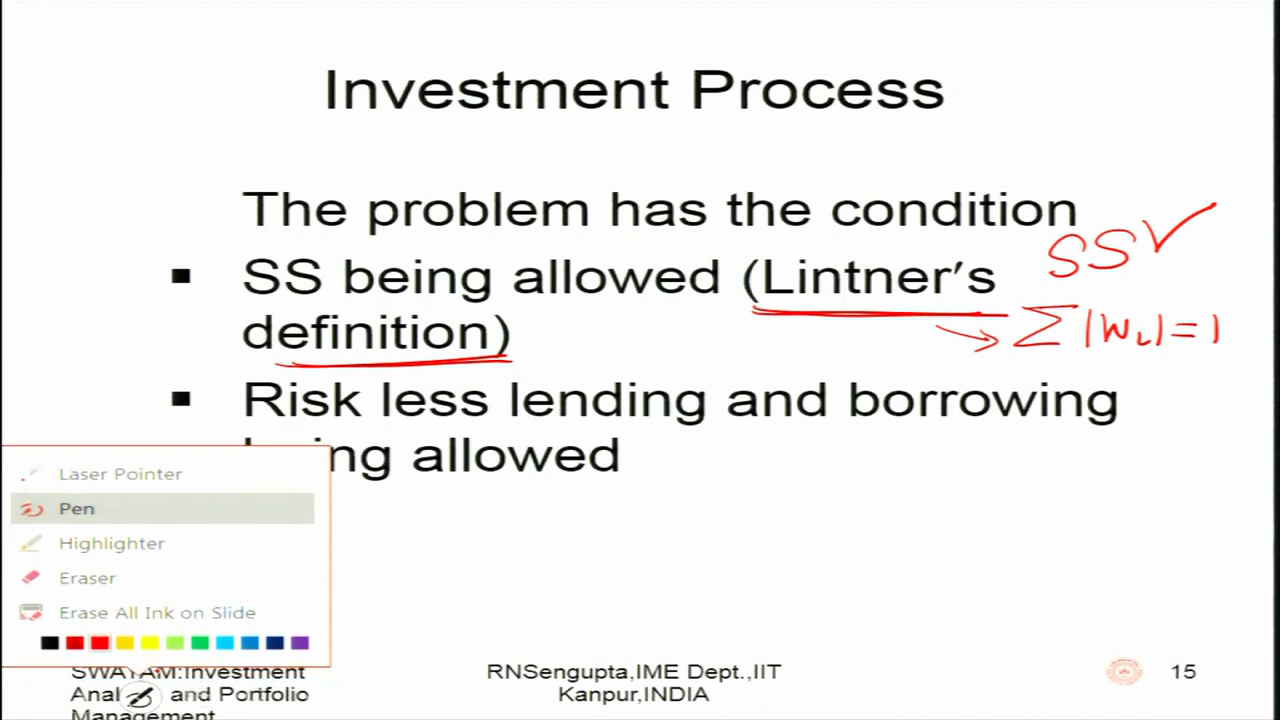 Investment Process
The problem has the condition
SS ✓
▪ SS being allowed (Lintner′s
definition)
→ Σ|Wi| = 1
▪ Risk less lending and borrowing
being allowed
Laser Pointer
Pen
Highlighter
Eraser
Erase All Ink on Slide
SWAYAM:Investment
and Portfolio
Management
RNSengupta,IME Dept.,IIT
Kanpur,INDIA
15